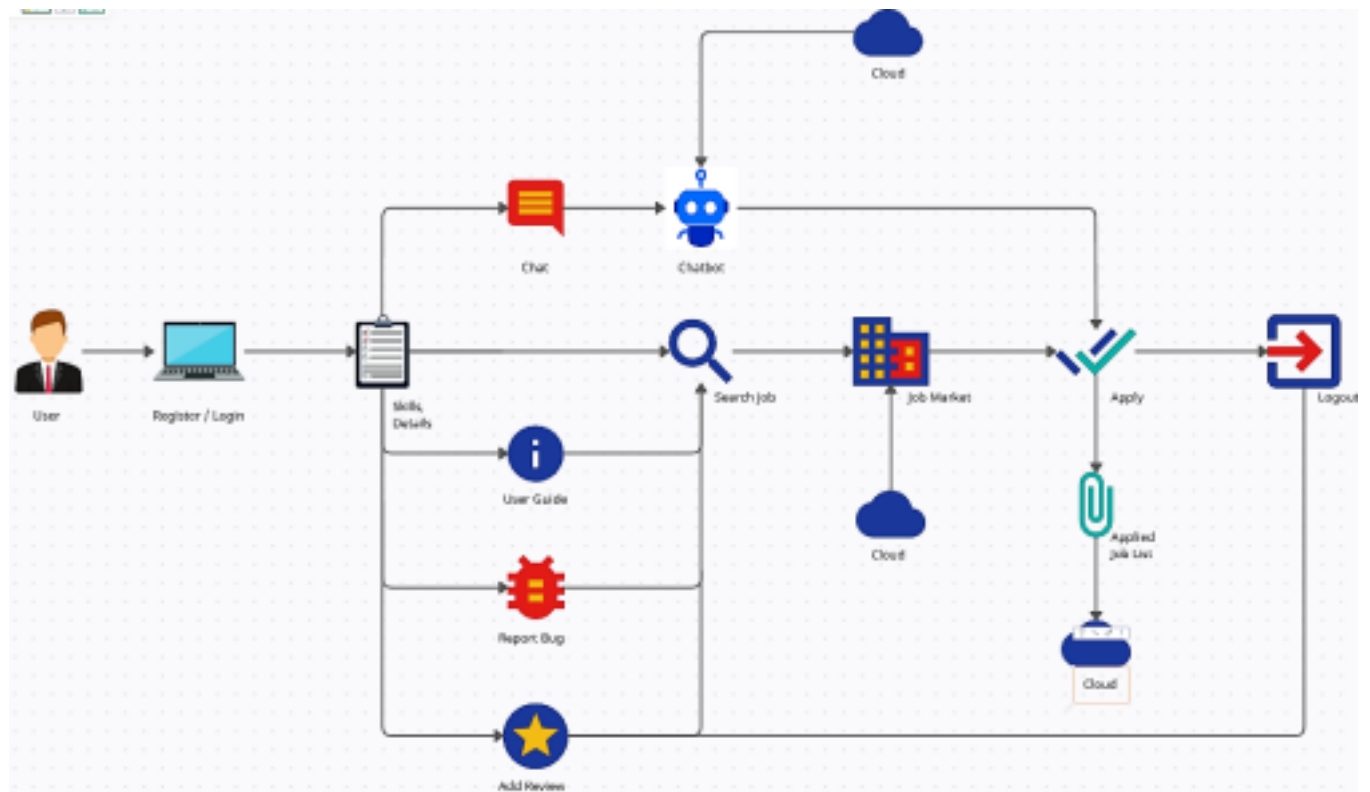 Cloud
Chat
Chatbot
User
Register / Login
Skills,
Details
Search Job
Job Market
Apply
Logout
User Guide
Cloud
Applied
Job List
Report Bug
Cloud
Add Review